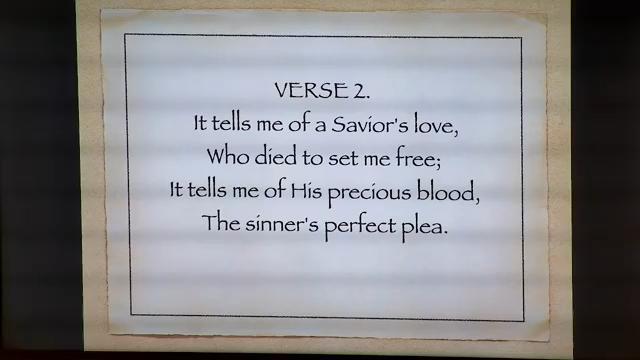 VERSE 2.
It tells me of a Savior's love,
Who died to set me free;
It tells me of His precious blood,
The sinner's perfect plea.